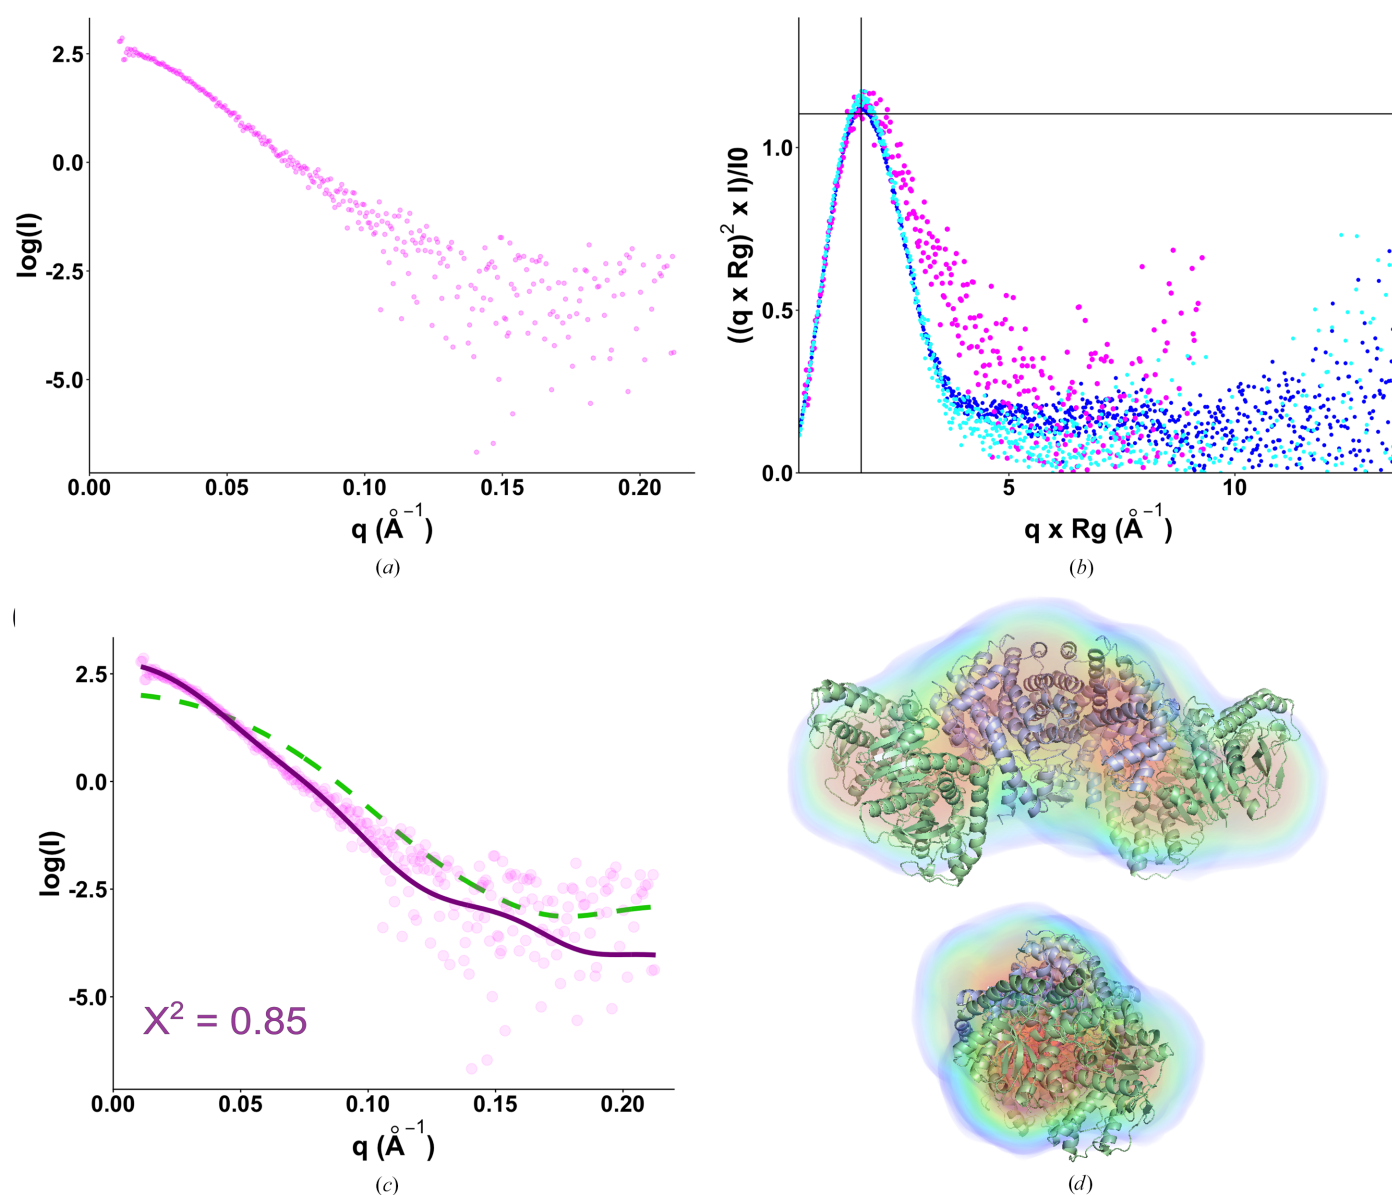 2.5
0.0
-2.5
-5.0
log(I)
0.00 0.05 0.10 0.15 0.20
q (Å⁻¹)
(a)
1.0
0.5
0.0
((q x Rg)² x I)/I0
5 10
q x Rg (Å⁻¹)
(b)
(
2.5
0.0
-2.5
-5.0
log(I)
X² = 0.85
0.00 0.05 0.10 0.15 0.20
q (Å⁻¹)
(c)
(d)